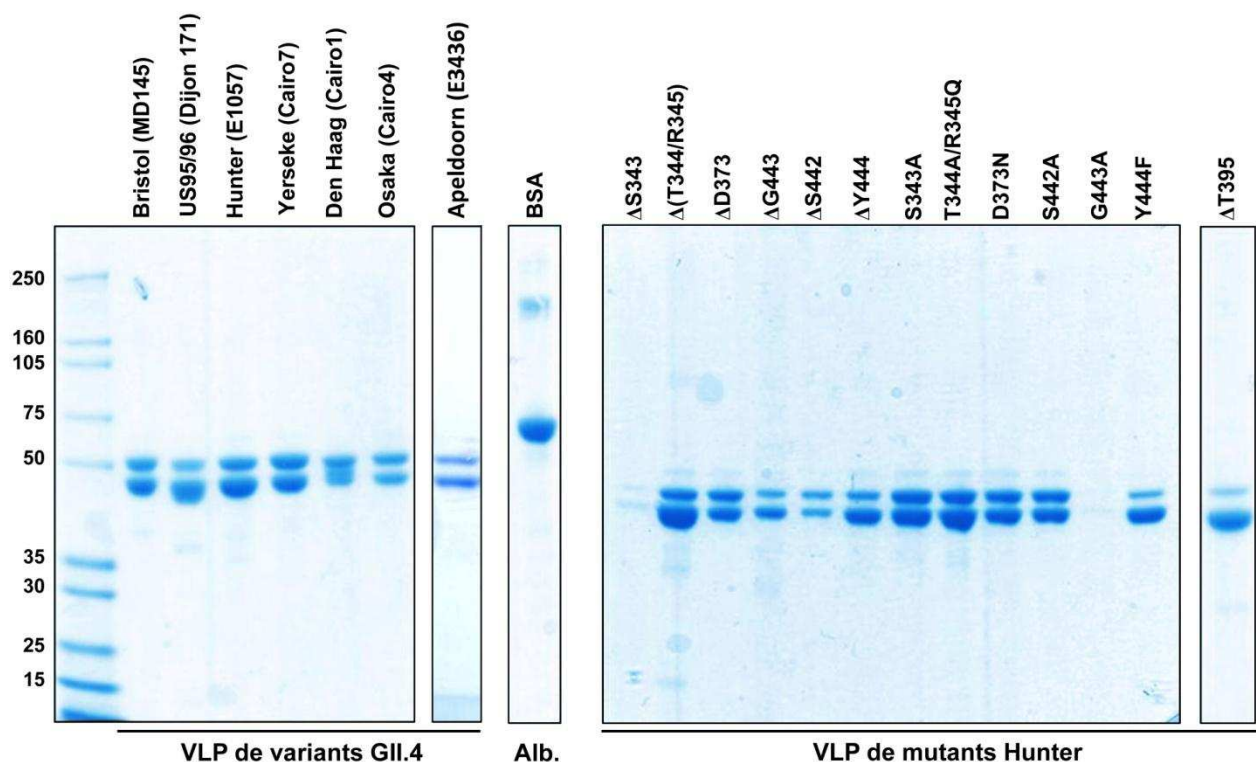 Bristol (MD145)
US95/96 (Dijon 171)
Hunter (E1057)
Yerseke (Cairo7)
Den Haag (Cairo1)
Osaka (Cairo4)
Apeldoorn (E3436)
BSA
ΔS343
Δ(T344/R345)
ΔD373
ΔG443
ΔS442
ΔY444
S343A
T344A/R345Q
D373N
S442A
G443A
Y444F
ΔT395
250
160
105
75
50
35
30
25
15
VLP de variants GII.4
Alb.
VLP de mutants Hunter